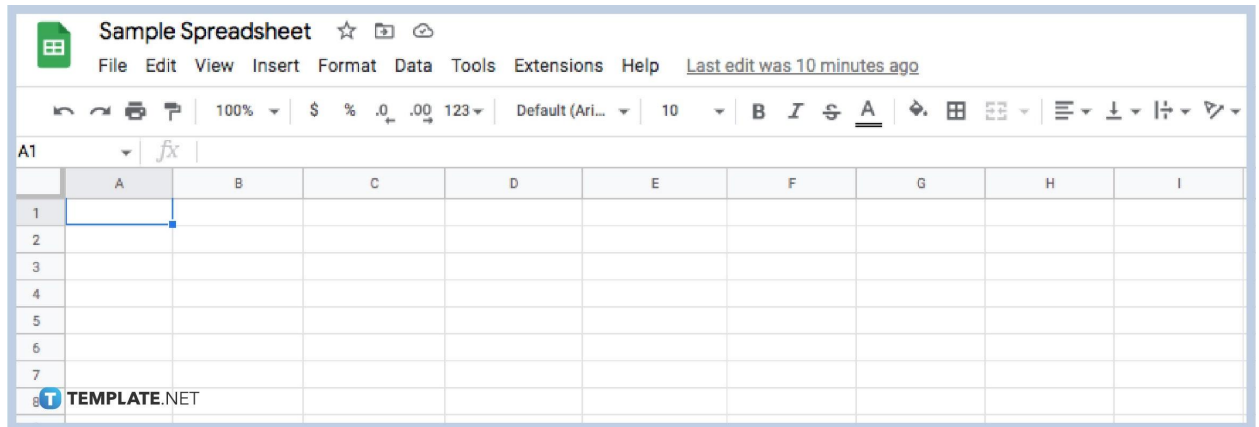 Sample Spreadsheet
File Edit View Insert Format Data Tools Extensions Help Last edit was 10 minutes ago
100% $ % .0 .00 123 Default (Ari... 10 B I S A
A1 fx
A B C D E F G H I
1
2
3
4
5
6
7
8 T TEMPLATE.NET